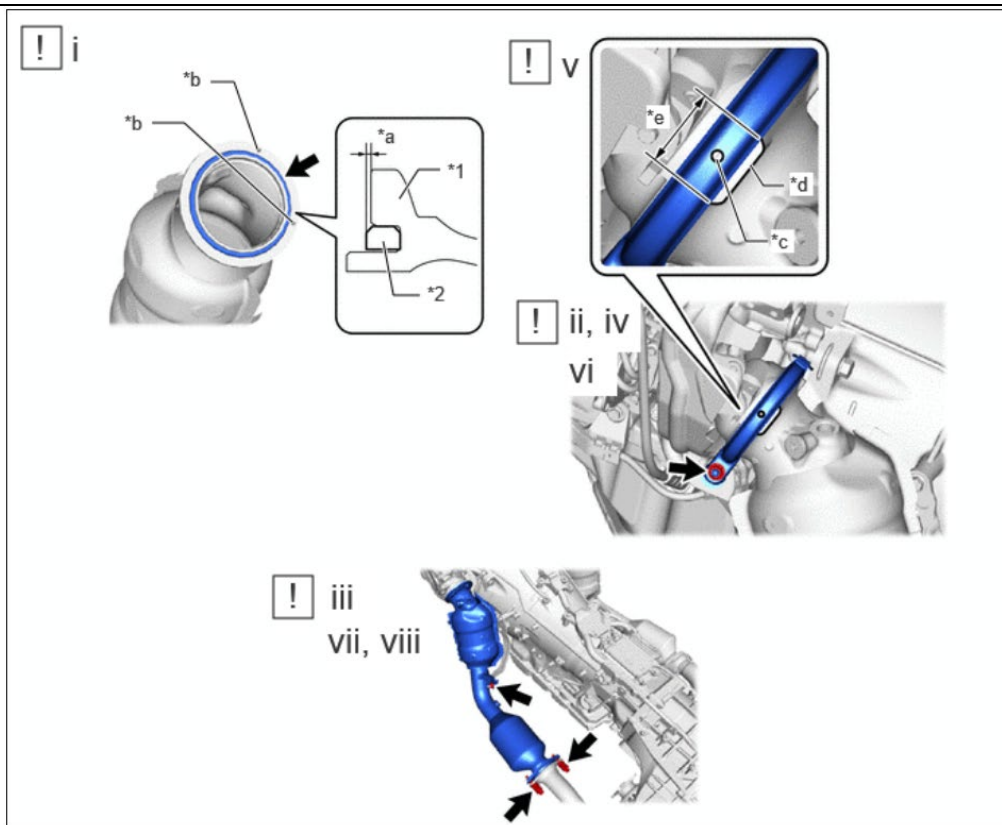 ! i
*b
*b
*a
*1
*2
! v
*e
*d
*c
! ii, iv
vi
! iii
vii, viii